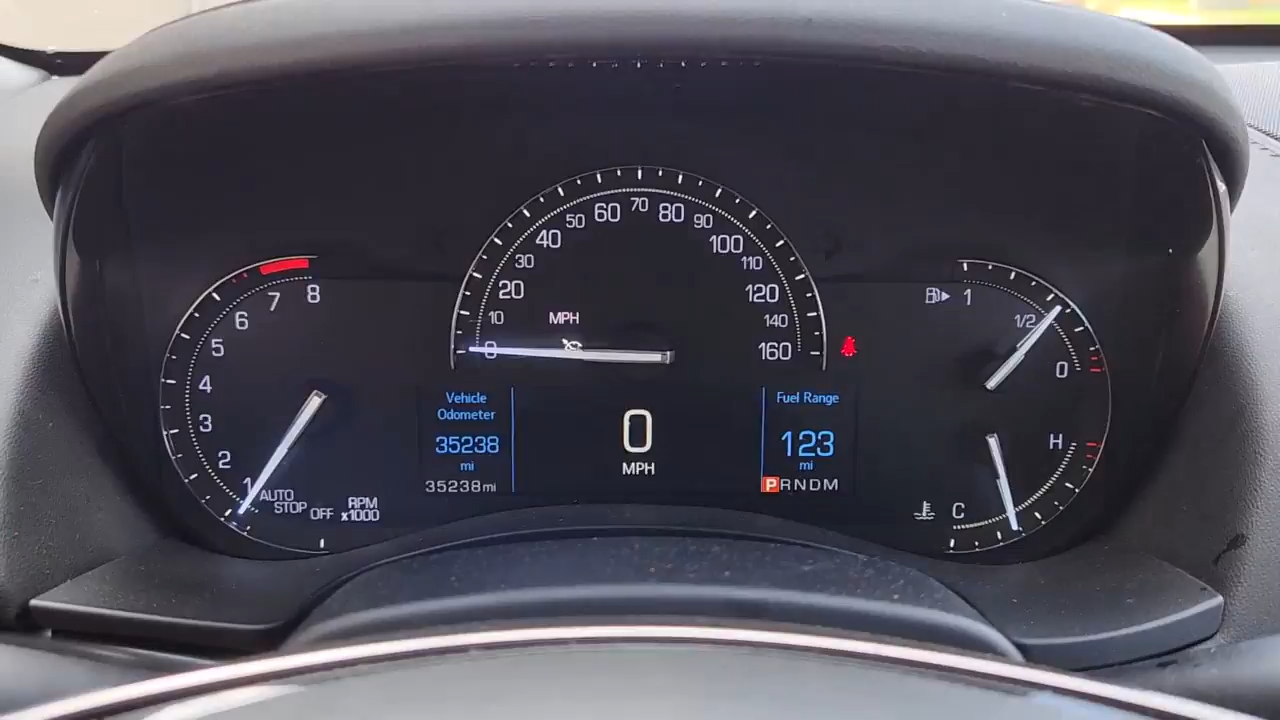 60 70 80
50 90
40 100
30 110
20 120
10 140
0 160
MPH
8
7
6
5
4
3
2
1
AUTO
STOP
OFF
RPM
x1000
Vehicle
Odometer
35238
mi
35238mi
0
MPH
Fuel Range
123
mi
PRNDM
1
1/2
0
H
C